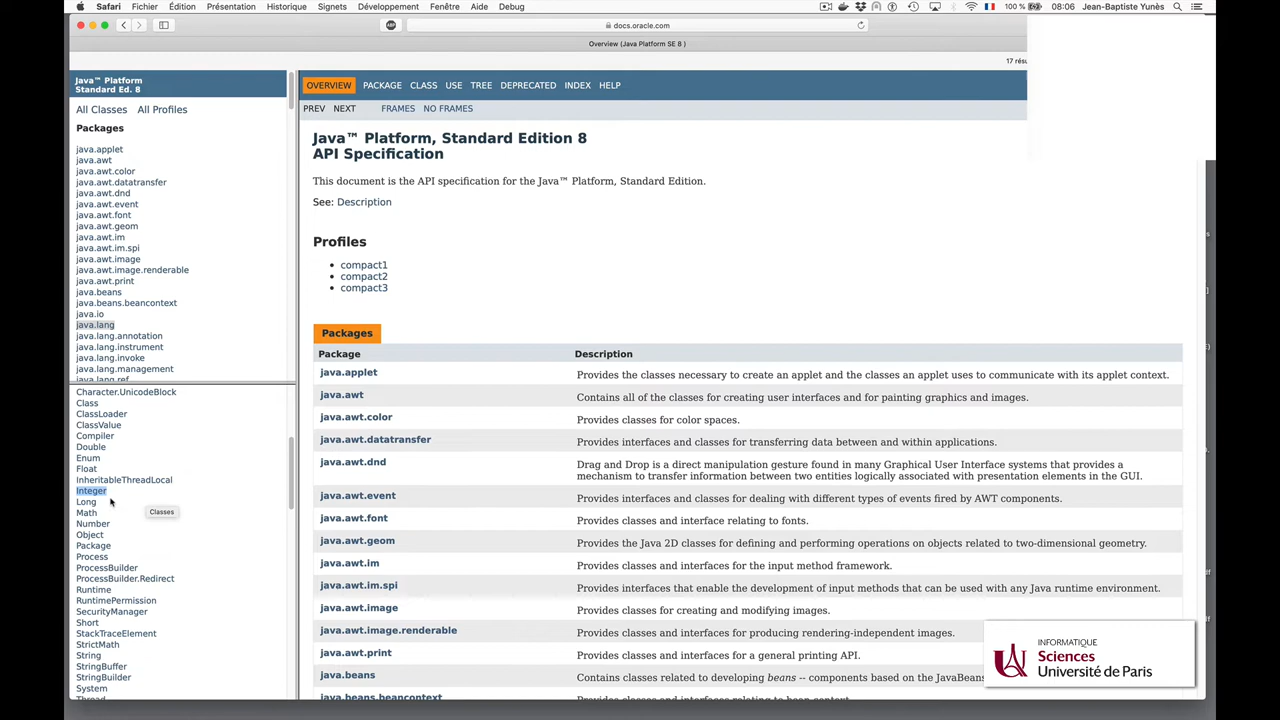 Safari Fichier Édition Présentation Historique Signets Développement Fenêtre Aide Debug 100 % 08:06 Jean-Baptiste Yunès
ABP docs.oracle.com
Overview (Java Platform SE 8 )
17 résu
Java™ Platform
Standard Ed. 8
All Classes All Profiles
Packages
java.applet
java.awt
java.awt.color
java.awt.datatransfer
java.awt.dnd
java.awt.event
java.awt.font
java.awt.geom
java.awt.im
java.awt.im.spi
java.awt.image
java.awt.image.renderable
java.awt.print
java.beans
java.beans.beancontext
java.io
java.lang
java.lang.annotation
java.lang.instrument
java.lang.invoke
java.lang.management
java.lang.ref
Character.UnicodeBlock
Class
ClassLoader
ClassValue
Compiler
Double
Enum
Float
InheritableThreadLocal
Integer
Long
Math
Classes
Number
Object
Package
Process
ProcessBuilder
ProcessBuilder.Redirect
Runtime
RuntimePermission
SecurityManager
Short
StackTraceElement
StrictMath
String
StringBuffer
StringBuilder
System
Thread
OVERVIEW PACKAGE CLASS USE TREE DEPRECATED INDEX HELP
PREV NEXT FRAMES NO FRAMES
Java™ Platform, Standard Edition 8
API Specification
This document is the API specification for the Java™ Platform, Standard Edition.
See: Description
Profiles
• compact1
• compact2
• compact3
Packages
Package Description
java.applet Provides the classes necessary to create an applet and the classes an applet uses to communicate with its applet context.
java.awt Contains all of the classes for creating user interfaces and for painting graphics and images.
java.awt.color Provides classes for color spaces.
java.awt.datatransfer Provides interfaces and classes for transferring data between and within applications.
java.awt.dnd Drag and Drop is a direct manipulation gesture found in many Graphical User Interface systems that provides a
mechanism to transfer information between two entities logically associated with presentation elements in the GUI.
java.awt.event Provides interfaces and classes for dealing with different types of events fired by AWT components.
java.awt.font Provides classes and interface relating to fonts.
java.awt.geom Provides the Java 2D classes for defining and performing operations on objects related to two-dimensional geometry.
java.awt.im Provides classes and interfaces for the input method framework.
java.awt.im.spi Provides interfaces that enable the development of input methods that can be used with any Java runtime environment.
java.awt.image Provides classes for creating and modifying images.
java.awt.image.renderable Provides classes and interfaces for producing rendering-independent images.
java.awt.print Provides classes and interfaces for a general printing API.
java.beans Contains classes related to developing beans -- components based on the JavaBeans
java.beans.beancontext Provides classes and interfaces relating to bean context.
INFORMATIQUE
Sciences
Université de Paris